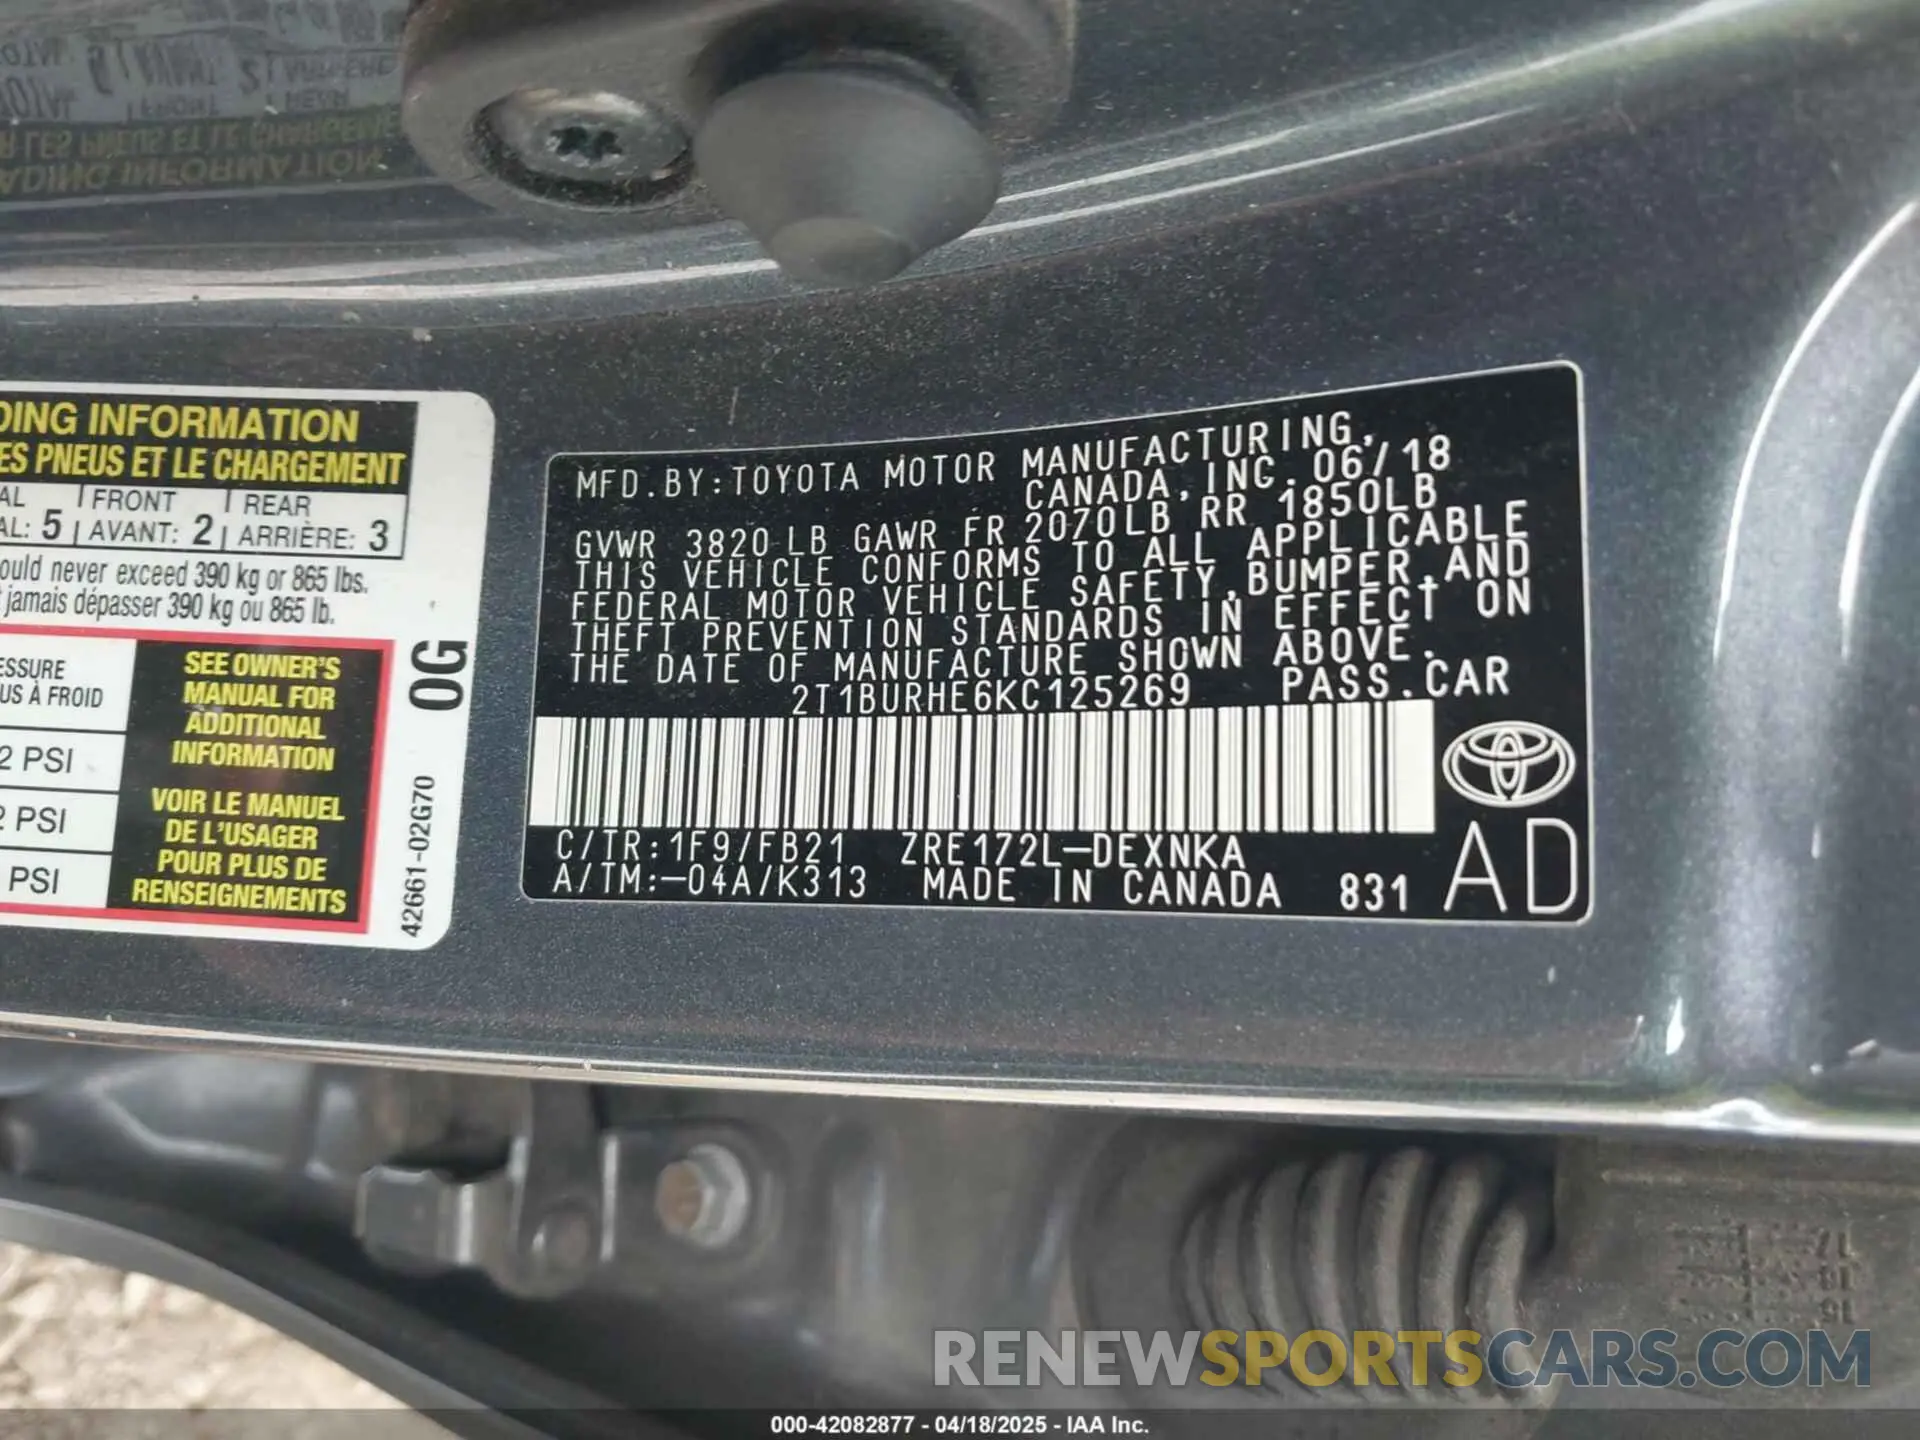 DING INFORMATION
ES PNEUS ET LE CHARGEMENT
AL FRONT REAR
AL: 5 AVANT: 2 ARRIÈRE: 3
ould never exceed 390 kg or 865 lbs.
jamais dépasser 390 kg ou 865 lb.
ESSURE
US À FROID
2 PSI
2 PSI
PSI
SEE OWNER'S
MANUAL FOR
ADDITIONAL
INFORMATION
VOIR LE MANUEL
DE L'USAGER
POUR PLUS DE
RENSEIGNEMENTS
0G
42661-02G70
MFD.BY:TOYOTA MOTOR MANUFACTURING,
CANADA,INC.06/18
GVWR 3820 LB GAWR FR 2070LB RR 1850LB
THIS VEHICLE CONFORMS TO ALL APPLICABLE
FEDERAL MOTOR VEHICLE SAFETY,BUMPER,AND
THEFT PREVENTION STANDARDS IN EFFECT ON
THE DATE OF MANUFACTURE SHOWN ABOVE.
2T1BURHE6KC125269 PASS.CAR
C/TR:1F9/FB21 ZRE172L-DEXNKA
A/TM:-04A/K313 MADE IN CANADA 831
AD
RENEWSPORTSCARS.COM
000-42082877 - 04/18/2025 - IAA Inc.